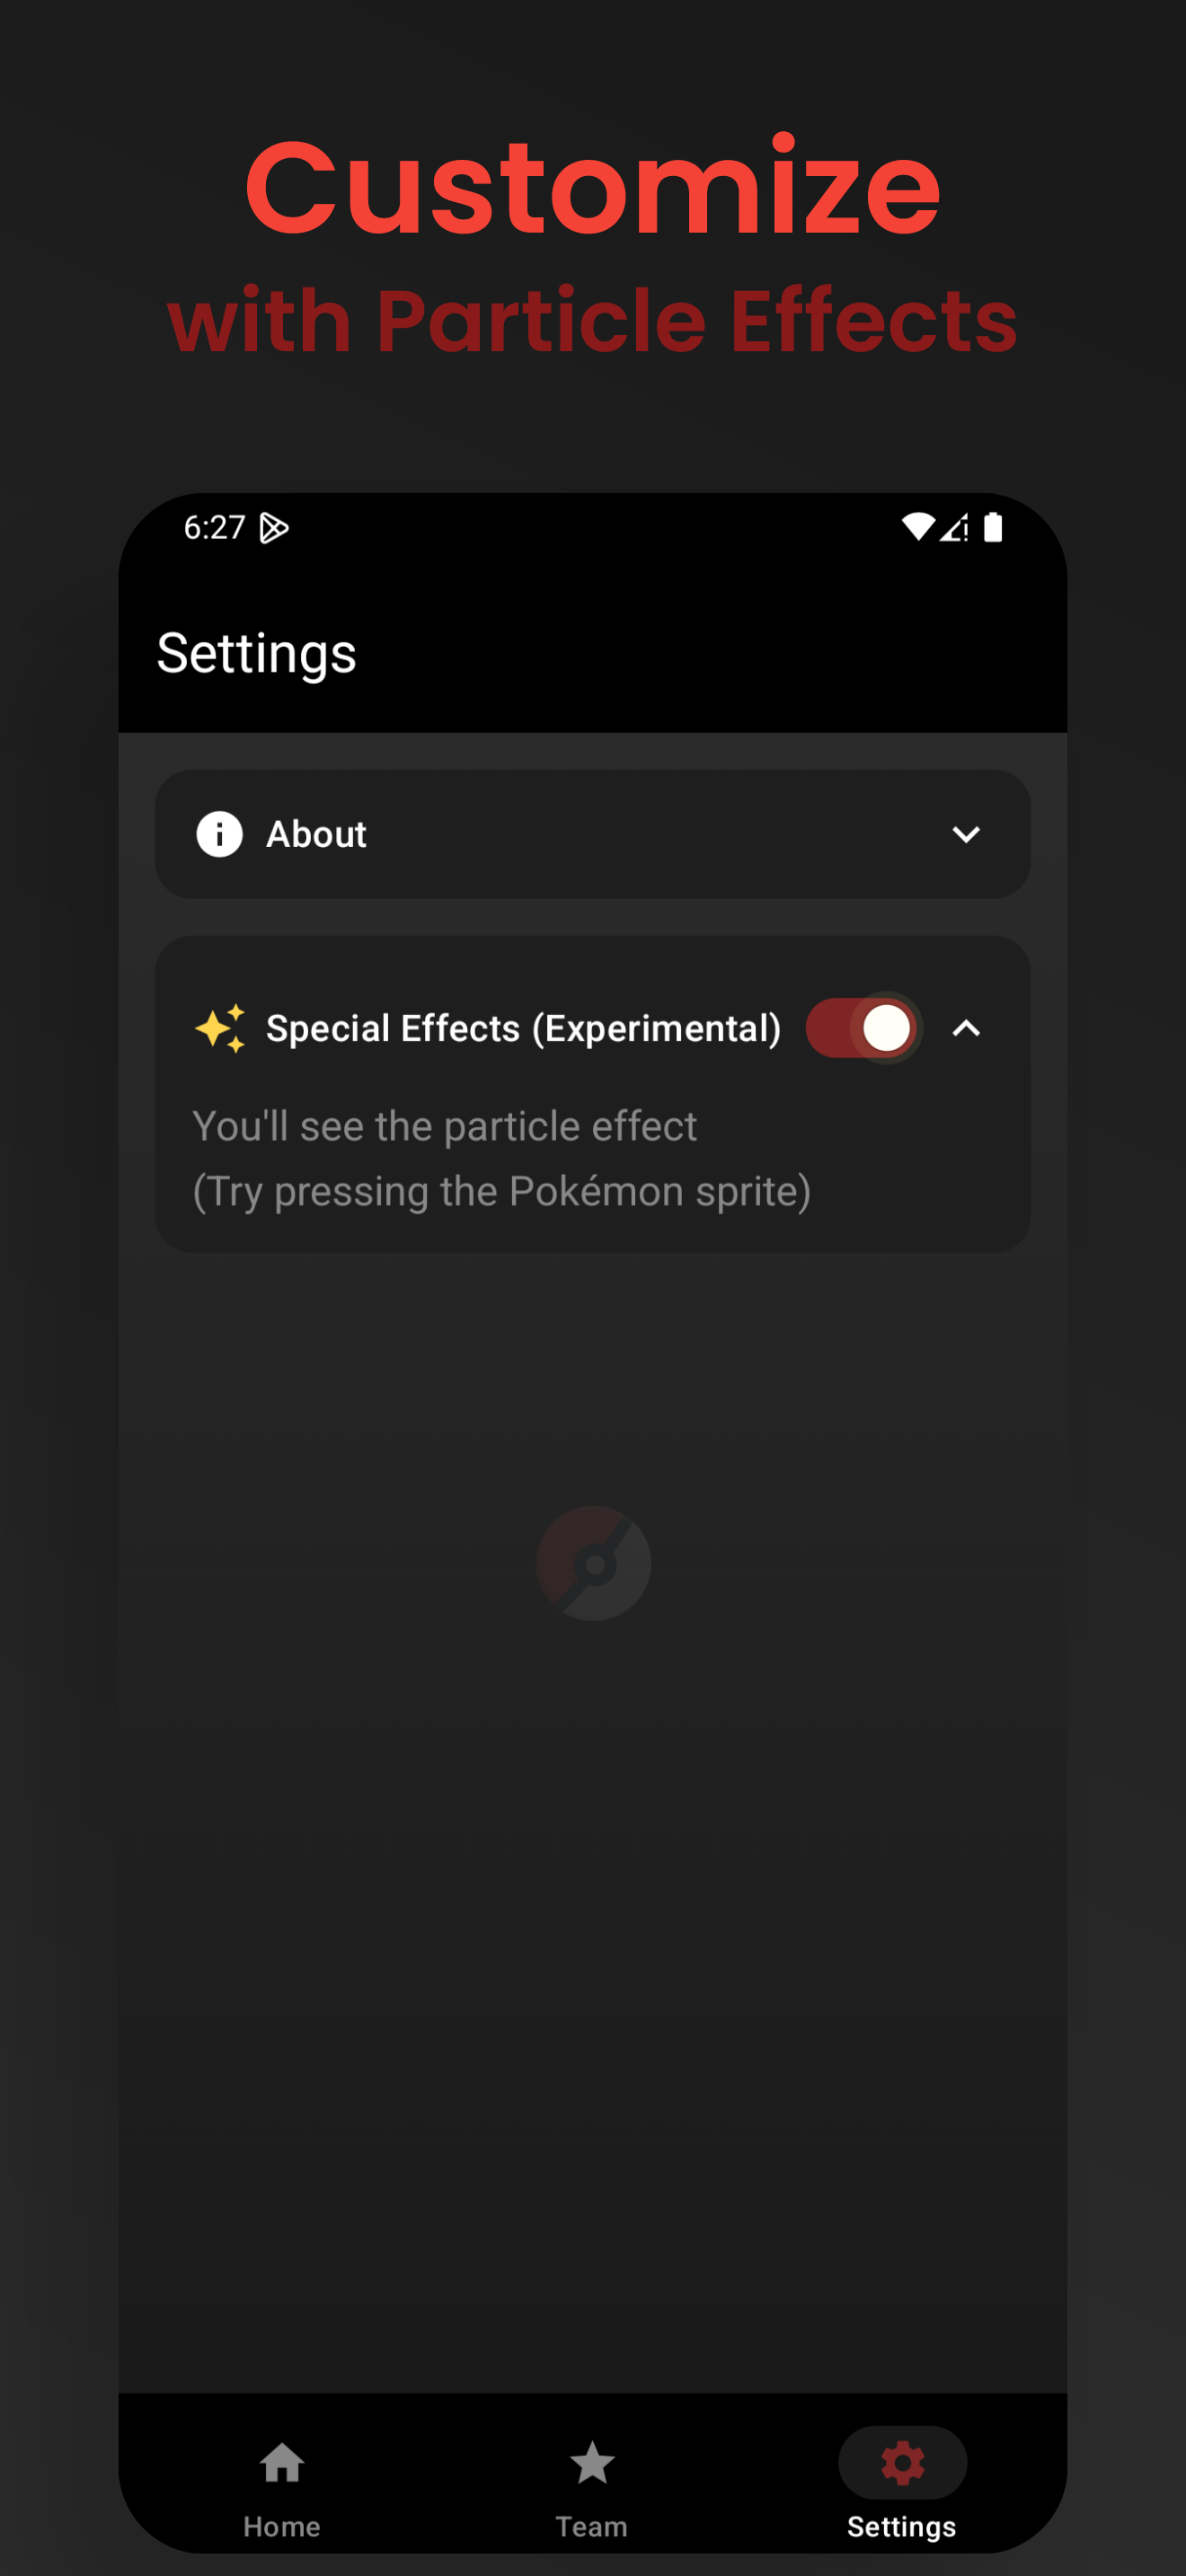 Customize
with Particle Effects
6:27
Settings
About
Special Effects (Experimental)
You'll see the particle effect
(Try pressing the Pokémon sprite)
Home
Team
Settings